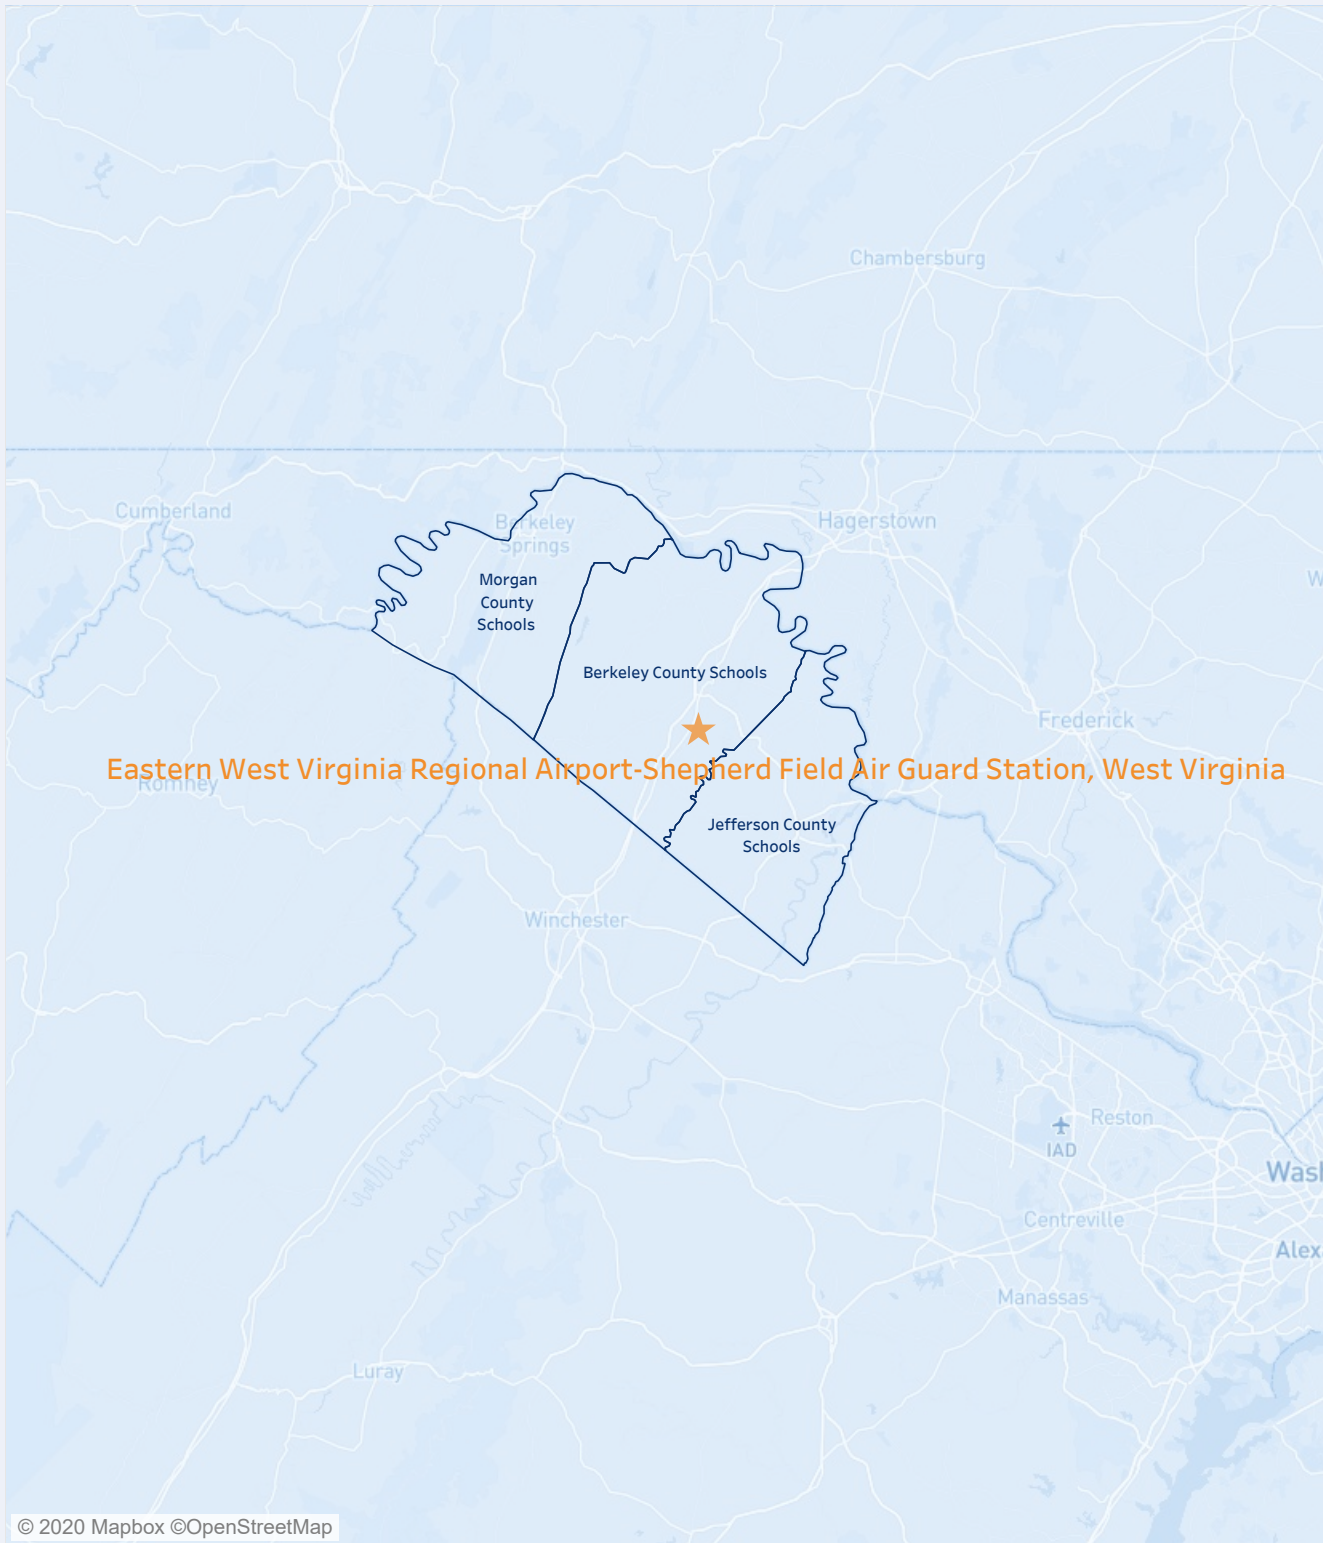 Chambersburg
Cumberland
Hagerstown
Berkeley
Springs
Morgan
County
Schools
Berkeley County Schools
Frederick
Eastern West Virginia Regional Airport-Shepherd Field Air Guard Station, West Virginia
Romney
Jefferson County
Schools
Winchester
Reston
IAD
Wasl
Centreville
Alex
Manassas
Luray
© 2020 Mapbox ©OpenStreetMap